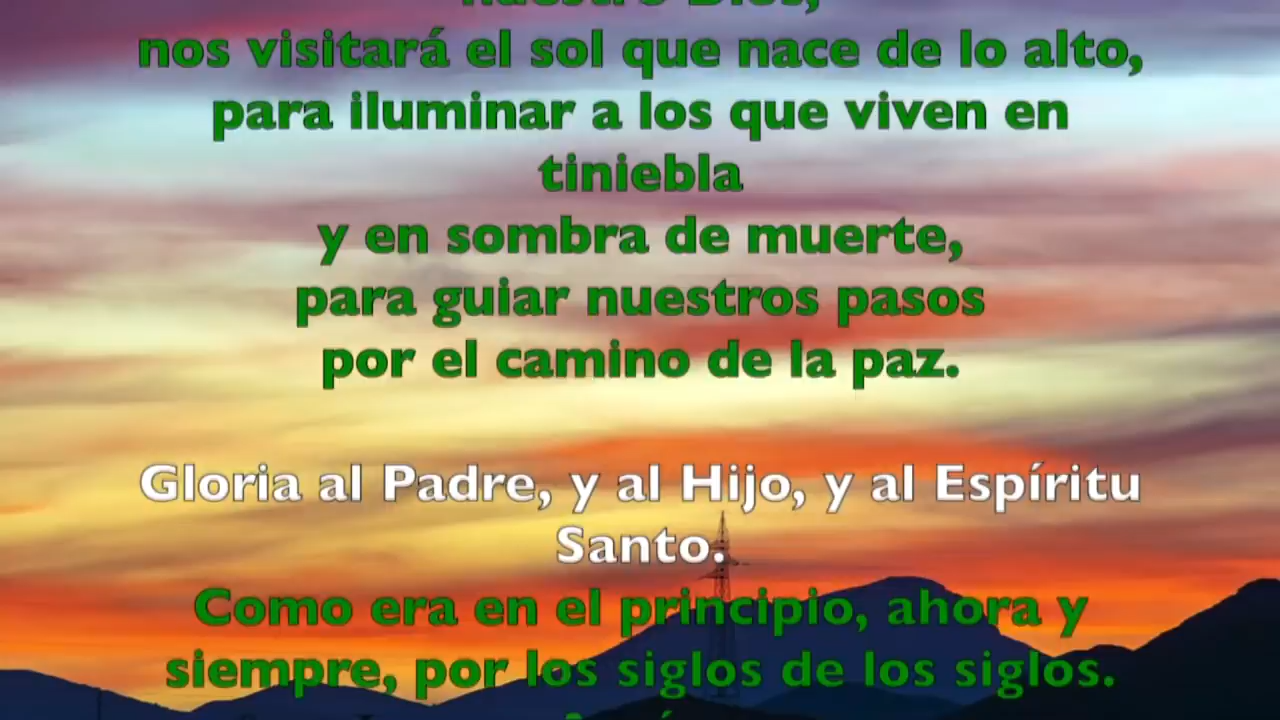 nuestro Dios,
nos visitará el sol que nace de lo alto,
para iluminar a los que viven en
tiniebla
y en sombra de muerte,
para guiar nuestros pasos
por el camino de la paz.
Gloria al Padre, y al Hijo, y al Espíritu
Santo.
Como era en el principio, ahora y
siempre, por los siglos de los siglos.